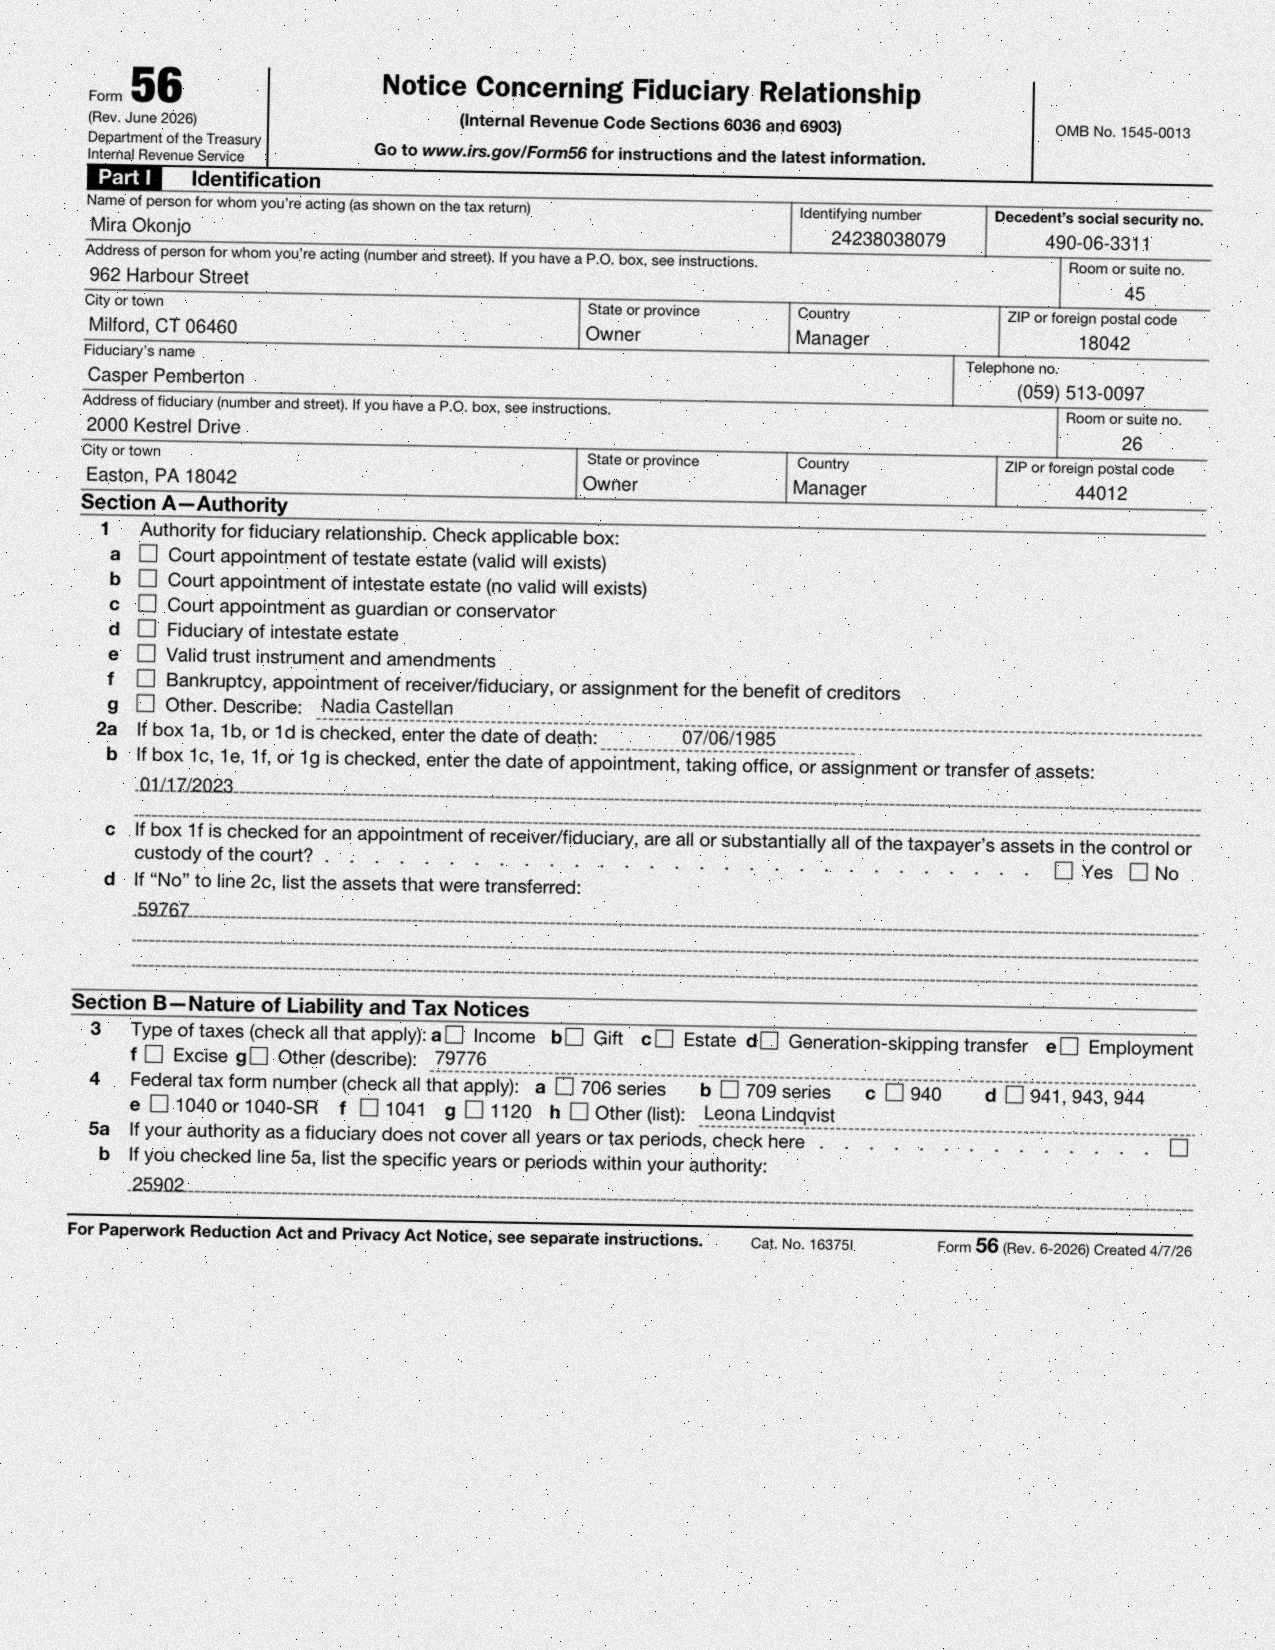 Form 56
(Rev. June 2026)
Department of the Treasury
Internal Revenue Service
Notice Concerning Fiduciary Relationship
(Internal Revenue Code Sections 6036 and 6903)
Go to www.irs.gov/Form56 for instructions and the latest information.
OMB No. 1545-0013
Part I Identification
Name of person for whom you're acting (as shown on the tax return)
Mira Okonjo
Identifying number
24238038079
Decedent's social security no.
490-06-3311
Address of person for whom you're acting (number and street). If you have a P.O. box, see instructions.
962 Harbour Street
Room or suite no.
45
City or town
Milford, CT 06460
State or province
Owner
Country
Manager
ZIP or foreign postal code
18042
Fiduciary's name
Casper Pemberton
Telephone no.
(059) 513-0097
Address of fiduciary (number and street). If you have a P.O. box, see instructions.
2000 Kestrel Drive
Room or suite no.
26
City or town
Easton, PA 18042
State or province
Owner
Country
Manager
ZIP or foreign postal code
44012
Section A—Authority
1 Authority for fiduciary relationship. Check applicable box:
a Court appointment of testate estate (valid will exists)
b Court appointment of intestate estate (no valid will exists)
c Court appointment as guardian or conservator
d Fiduciary of intestate estate
e Valid trust instrument and amendments
f Bankruptcy, appointment of receiver/fiduciary, or assignment for the benefit of creditors
g Other. Describe: Nadia Castellan
2a If box 1a, 1b, or 1d is checked, enter the date of death: 07/06/1985
b If box 1c, 1e, 1f, or 1g is checked, enter the date of appointment, taking office, or assignment or transfer of assets:
01/17/2023
c If box 1f is checked for an appointment of receiver/fiduciary, are all or substantially all of the taxpayer's assets in the control or
custody of the court? . . . . . . . . . . . . . . . . . . . . . . . . . . . . . Yes No
d If "No" to line 2c, list the assets that were transferred:
59767
Section B—Nature of Liability and Tax Notices
3 Type of taxes (check all that apply): a Income b Gift c Estate d Generation-skipping transfer e Employment
f Excise g Other (describe): 79776
4 Federal tax form number (check all that apply): a 706 series b 709 series c 940 d 941, 943, 944
e 1040 or 1040-SR f 1041 g 1120 h Other (list): Leona Lindqvist
5a If your authority as a fiduciary does not cover all years or tax periods, check here . . . . . . . . . . . . . .
b If you checked line 5a, list the specific years or periods within your authority:
25902
For Paperwork Reduction Act and Privacy Act Notice, see separate instructions.
Cat. No. 16375I
Form 56 (Rev. 6-2026) Created 4/7/26